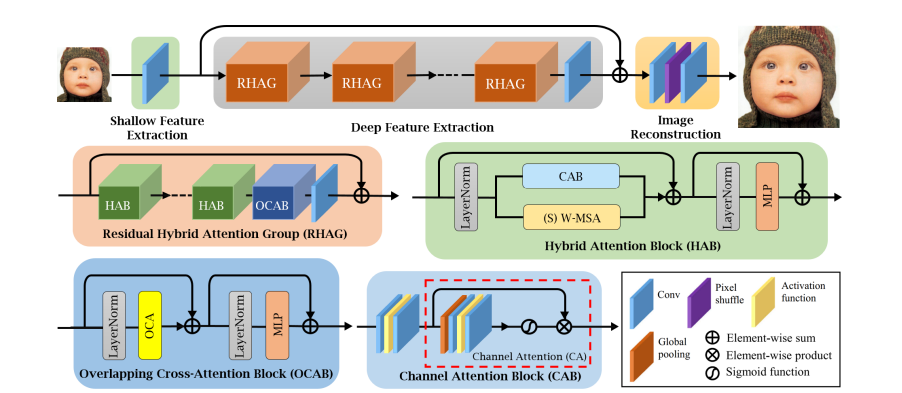 RHAG
RHAG
RHAG
Shallow Feature
Extraction
Deep Feature Extraction
Image
Reconstruction
HAB
HAB
OCAB
Residual Hybrid Attention Group (RHAG)
LayerNorm
CAB
(S) W-MSA
LayerNorm
MLP
Hybrid Attention Block (HAB)
LayerNorm
OCA
LayerNorm
MLP
Overlapping Cross-Attention Block (OCAB)
Channel Attention (CA)
Channel Attention Block (CAB)
Conv
Pixel
shuffle
Activation
function
Global
pooling
Element-wise sum
Element-wise product
Sigmoid function